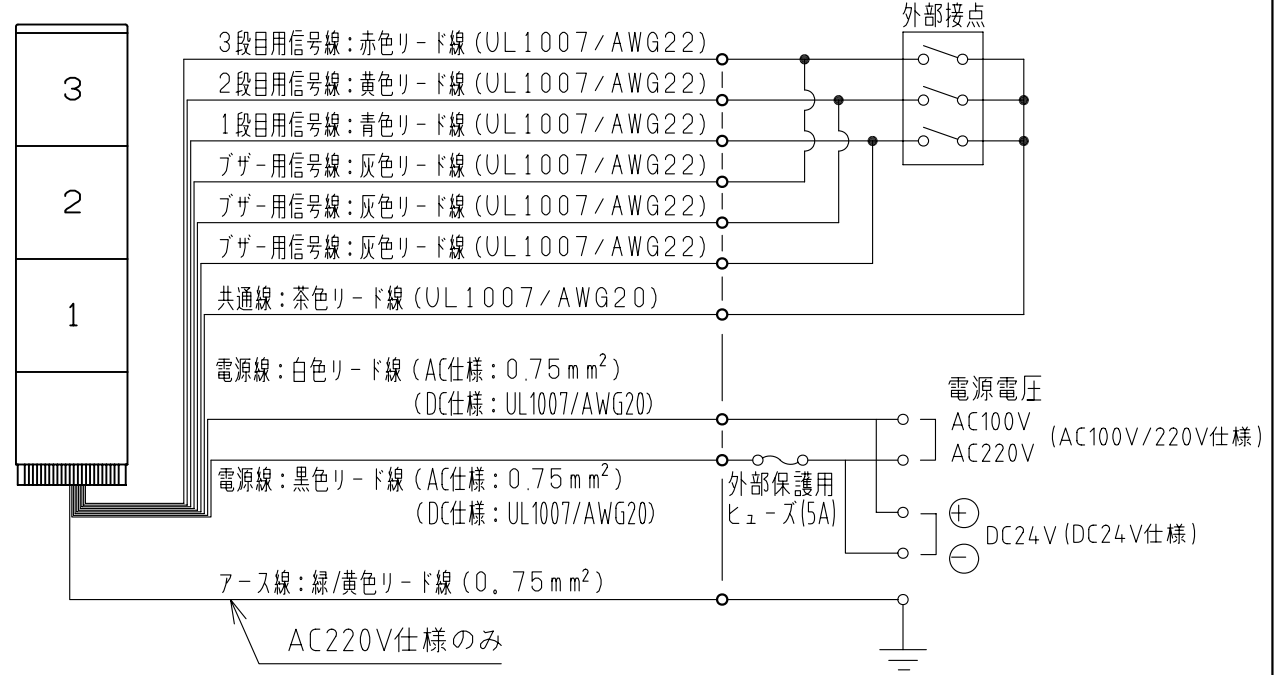 外部接点
3段目用信号線：赤色リード線(UL1007/AWG22)
2段目用信号線：黄色リード線(UL1007/AWG22)
1段目用信号線：青色リード線(UL1007/AWG22)
ブザー用信号線：灰色リード線(UL1007/AWG22)
ブザー用信号線：灰色リード線(UL1007/AWG22)
ブザー用信号線：灰色リード線(UL1007/AWG22)
共通線：茶色リード線(UL1007/AWG20)
3
2
1
電源線：白色リード線(AC仕様：0.75mm²)
(DC仕様：UL1007/AWG20)
電源線：黒色リード線(AC仕様：0.75mm²)
(DC仕様：UL1007/AWG20)
外部保護用
ヒューズ(5A)
電源電圧
AC100V
AC220V
(AC100V/220V仕様)
+
−
DC24V(DC24V仕様)
アース線：緑/黄色リード線(0。75mm²)
AC220V仕様のみ